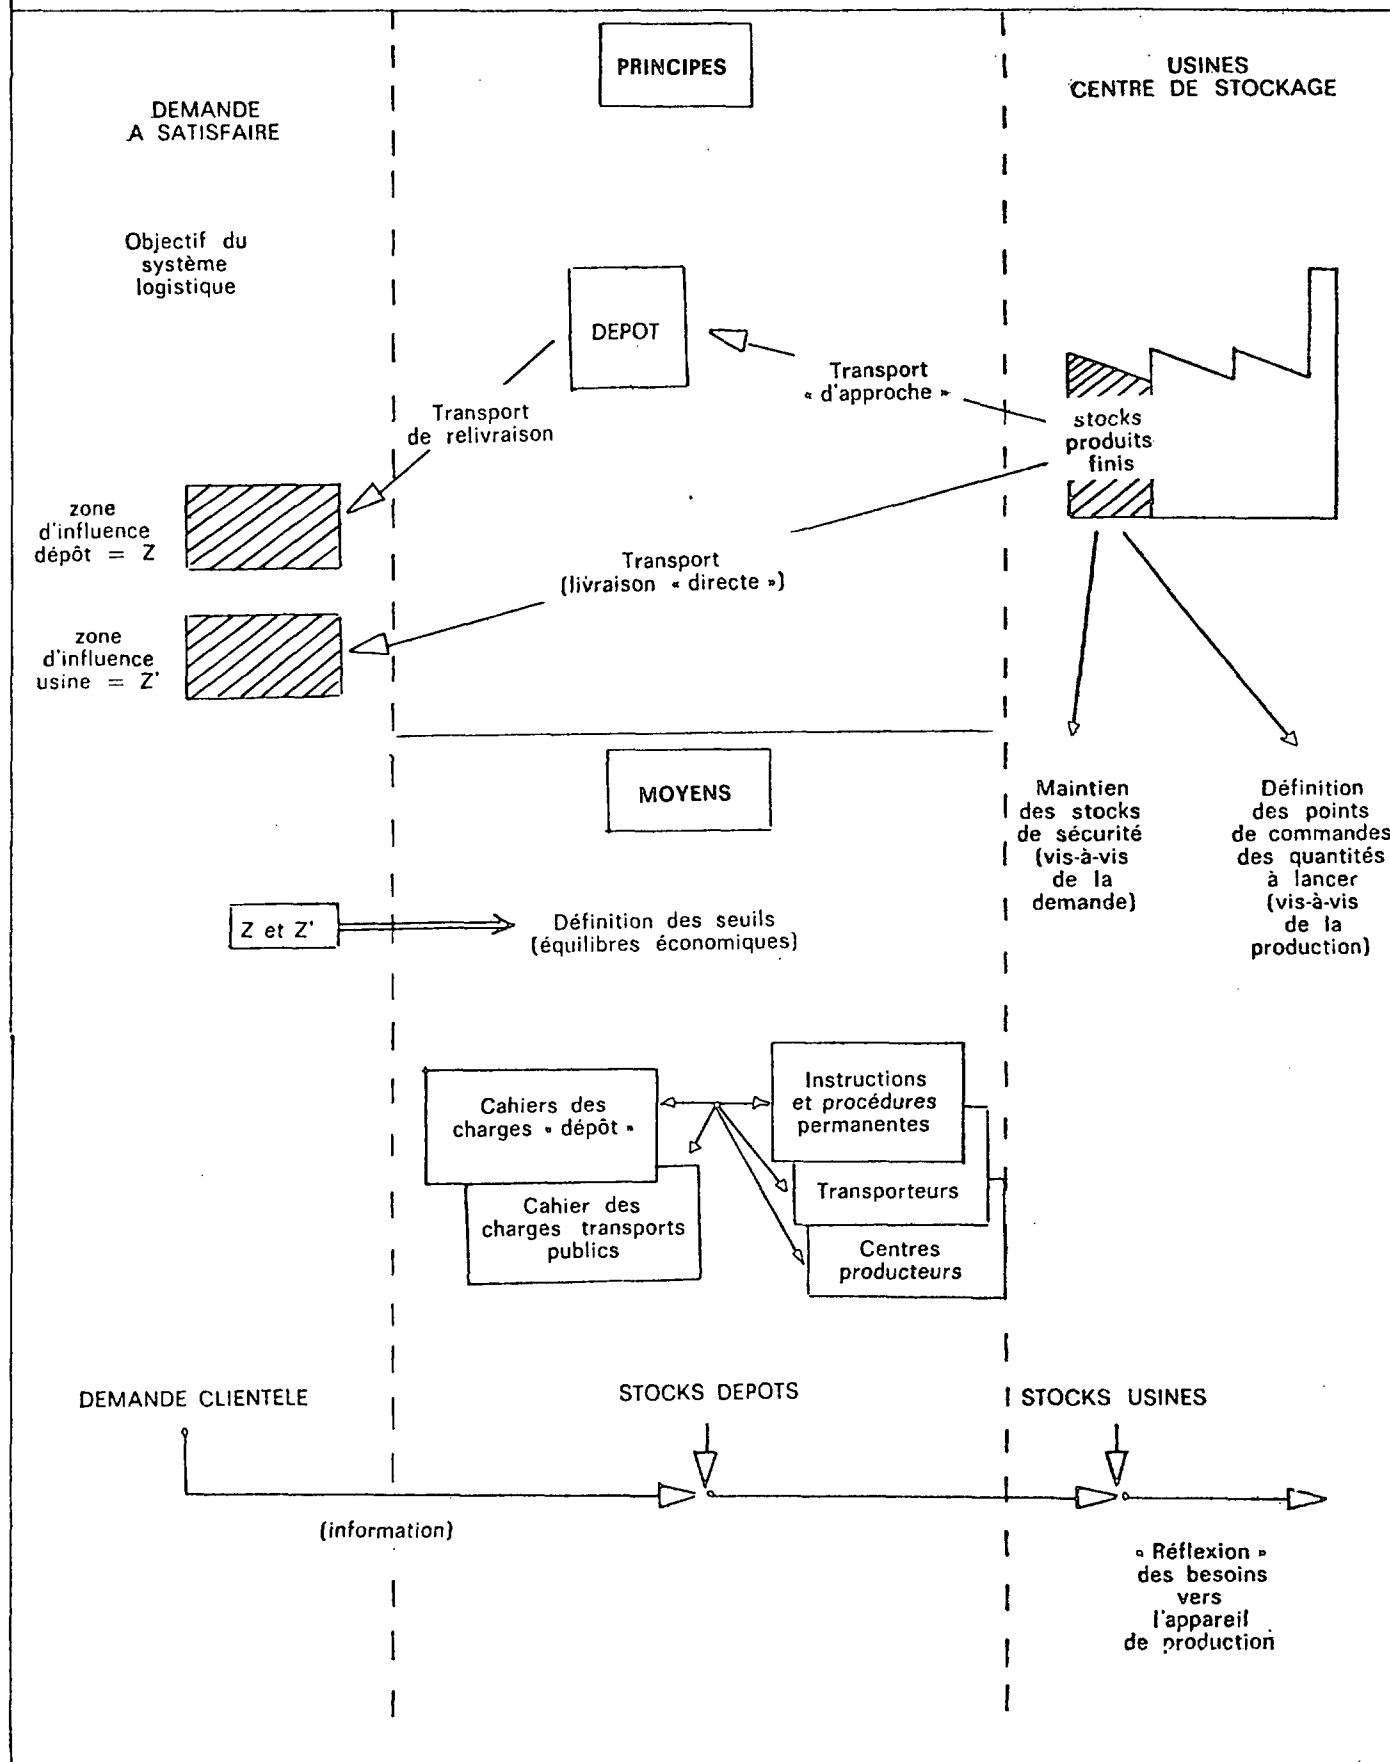 PRINCIPES
USINES
CENTRE DE STOCKAGE
DEMANDE
A SATISFAIRE
Objectif du
système
logistique
DEPOT
Transport
« d'approche »
stocks
produits
finis
Transport
de relivraison
zone
d'influence
dépôt = Z
Transport
(livraison « directe »)
zone
d'influence
usine = Z'
MOYENS
Maintien
des stocks
de sécurité
(vis-à-vis
de la
demande)
Définition
des points
de commandes
des quantités
à lancer
(vis-à-vis
de la
production)
Z et Z'
Définition des seuils
(équilibres économiques)
Cahiers des
charges « dépôt »
Instructions
et procédures
permanentes
Cahier des
charges transports
publics
Transporteurs
Centres
producteurs
DEMANDE CLIENTELE
STOCKS DEPOTS
STOCKS USINES
(information)
« Réflexion »
des besoins
vers
l'appareil
de production